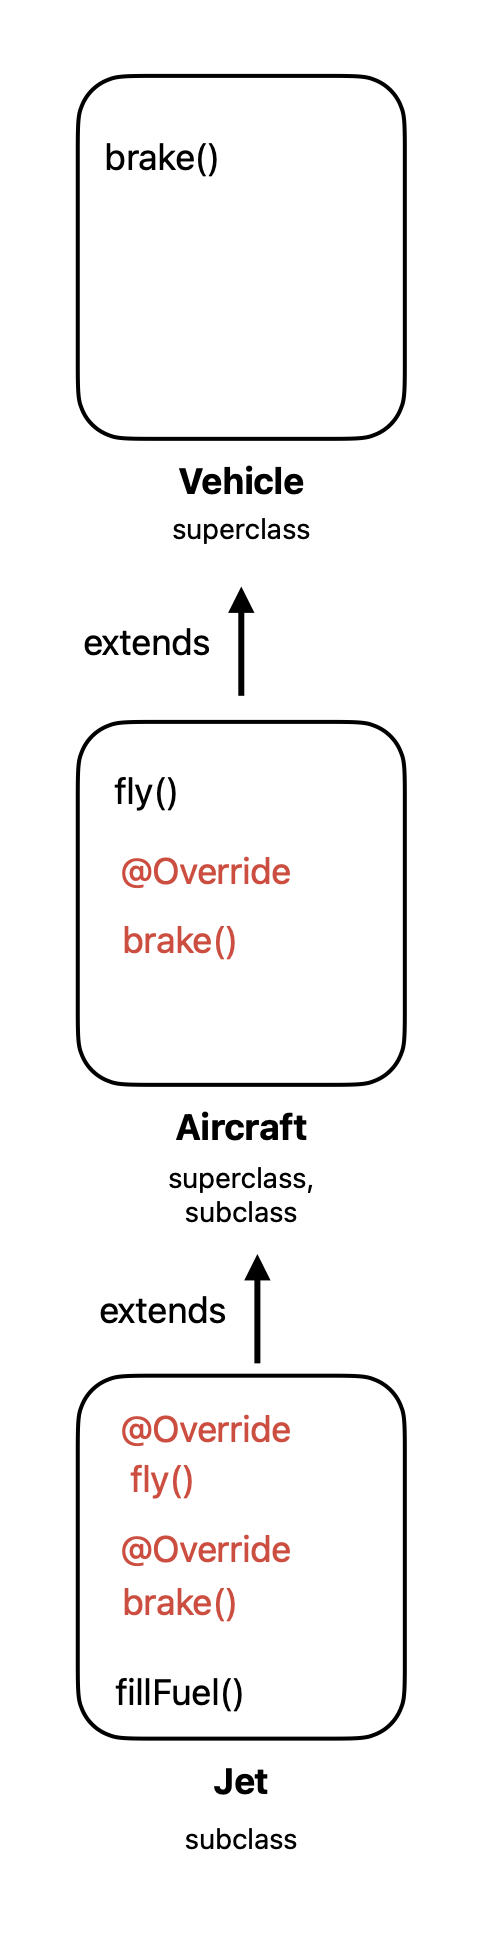 brake()
Vehicle
superclass
extends
fly()
@Override
brake()
Aircraft
superclass,
subclass
extends
@Override
fly()
@Override
brake()
fillFuel()
Jet
subclass